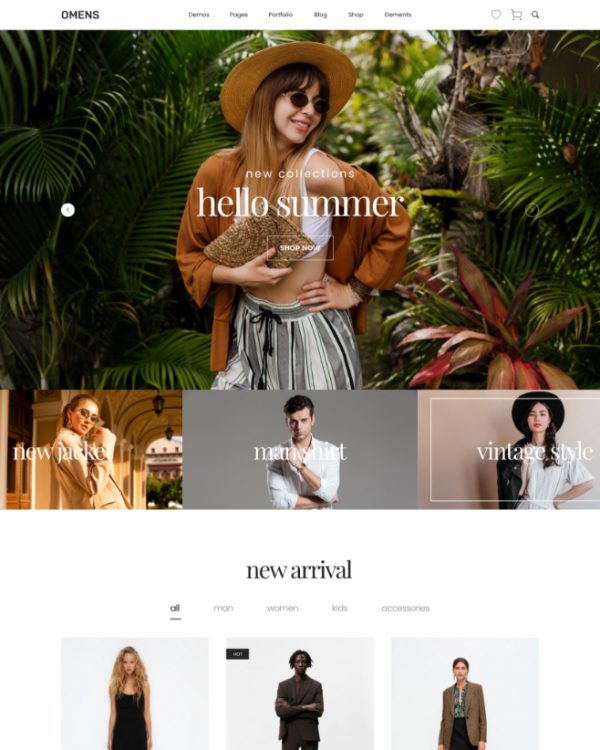 OMENS
Demos Pages Portfolio Blog Shop Elements
new collections
hello summer
SHOP NOW
new jacket
man shirt
vintage style
new arrival
all man women kids accessories
HOT